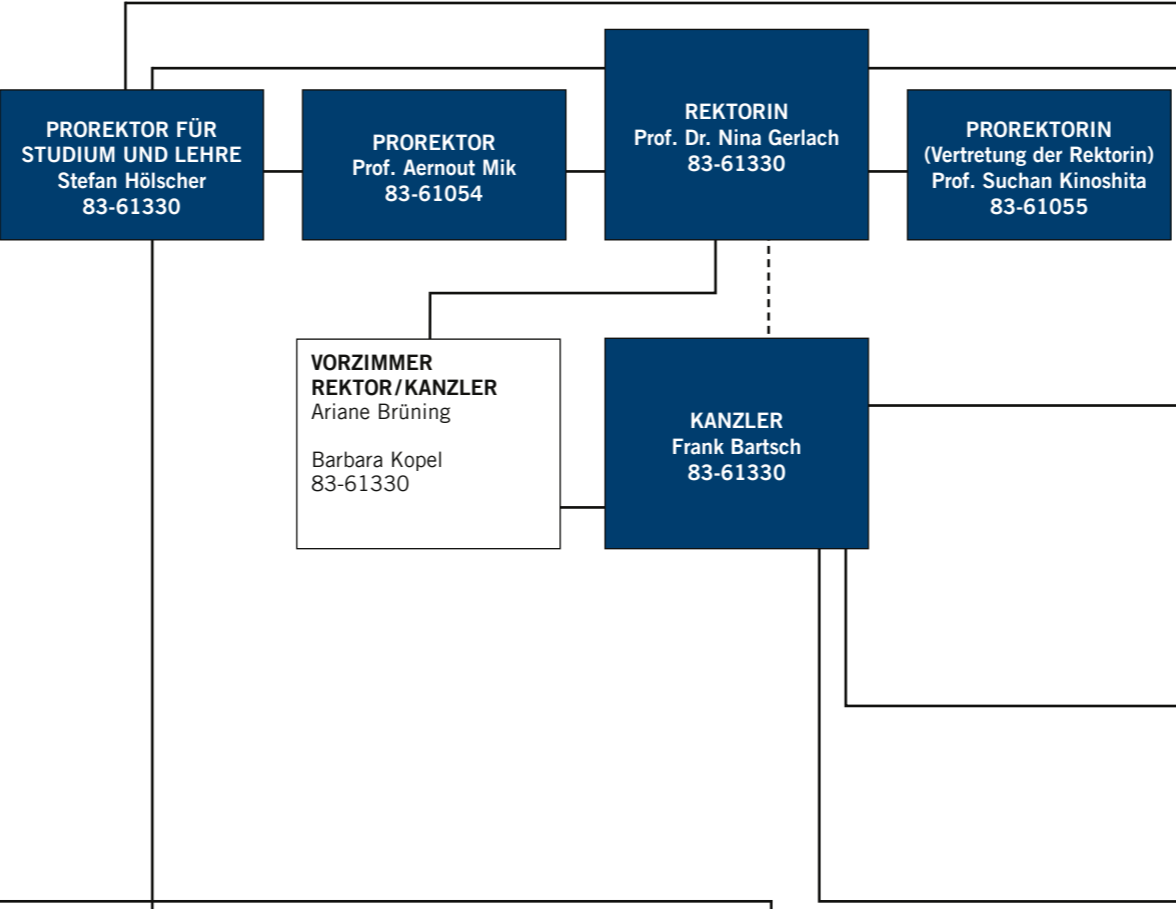 PROREKTOR FÜR
STUDIUM UND LEHRE
Stefan Hölscher
83-61330
PROREKTOR
Prof. Aernout Mik
83-61054
REKTORIN
Prof. Dr. Nina Gerlach
83-61330
PROREKTORIN
(Vertretung der Rektorin)
Prof. Suchan Kinoshita
83-61055
VORZIMMER
REKTOR/KANZLER
Ariane Brüning
Barbara Kopel
83-61330
KANZLER
Frank Bartsch
83-61330